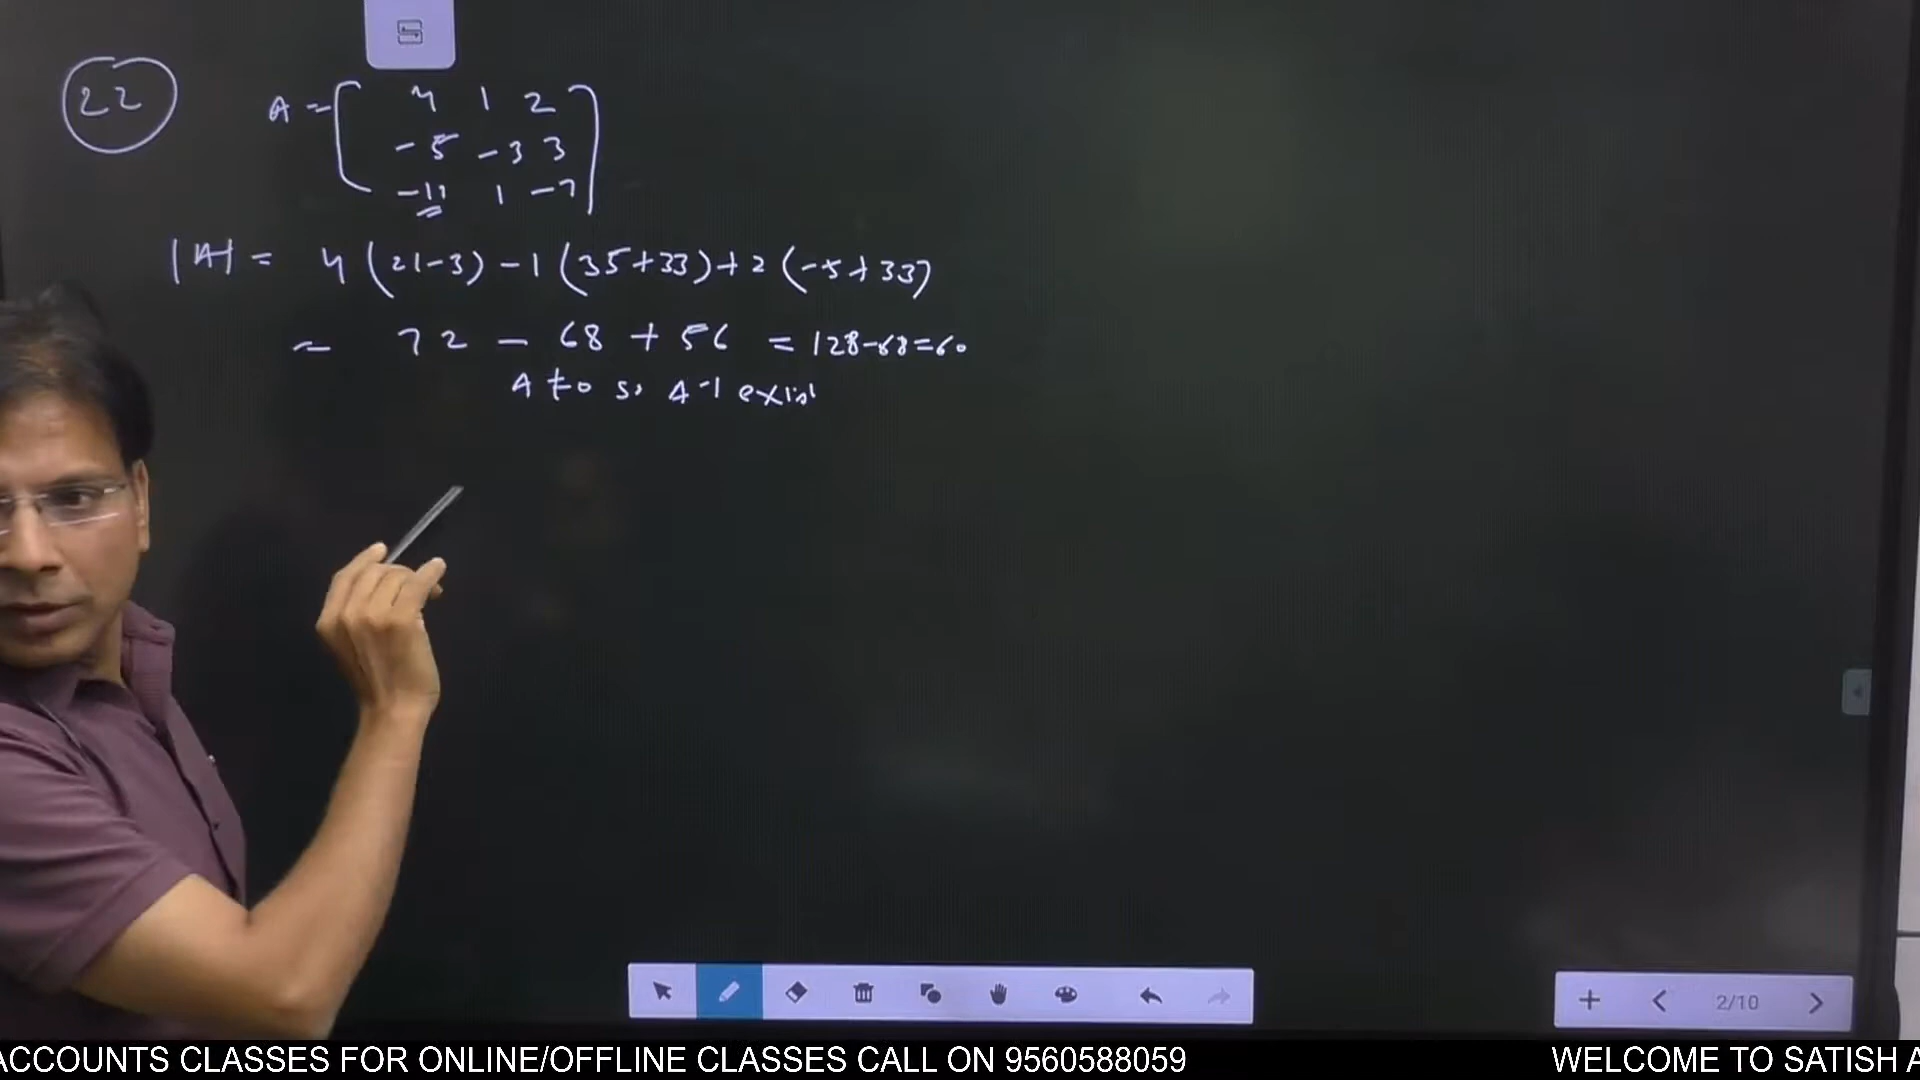 22
A = [ 4 1 2
-5 -3 3
-11 1 -7 ]
|A| = 4 (21-3) -1 (35+33) + 2 (-5+33)
= 72 - 68 + 56 = 128-68=60
A ≠ 0 so A-1 exist
2/10
ACCOUNTS CLASSES FOR ONLINE/OFFLINE CLASSES CALL ON 9560588059
WELCOME TO SATISH A